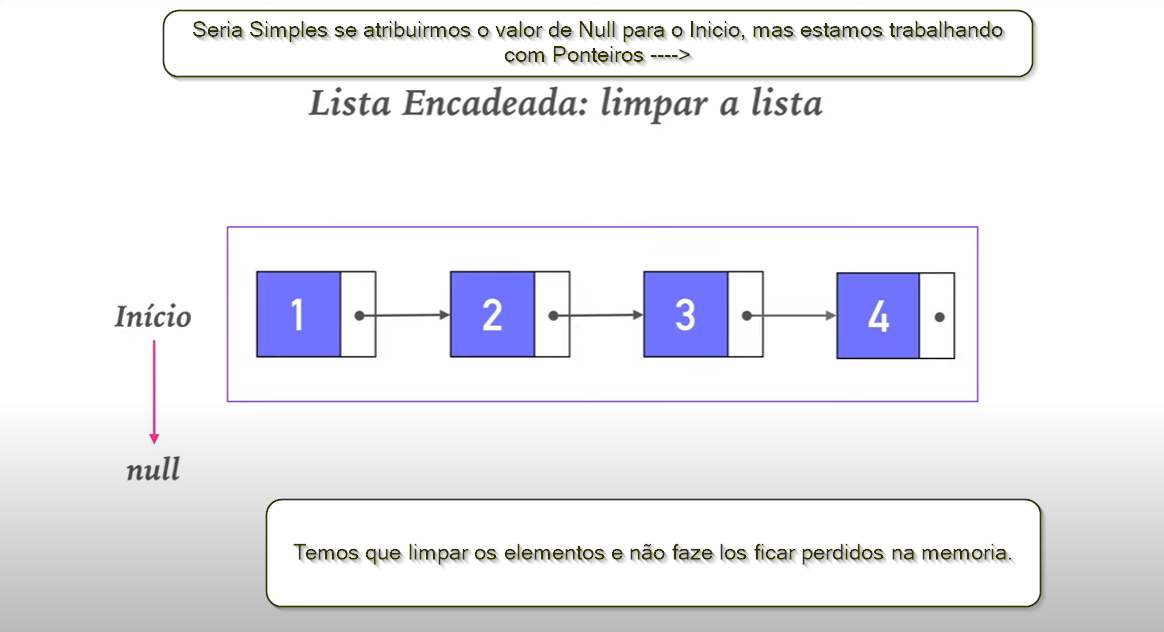 Seria Simples se atribuirmos o valor de Null para o Inicio, mas estamos trabalhando
com Ponteiros ---->
Lista Encadeada: limpar a lista
Início
1
2
3
4
null
Temos que limpar os elementos e não faze los ficar perdidos na memoria.